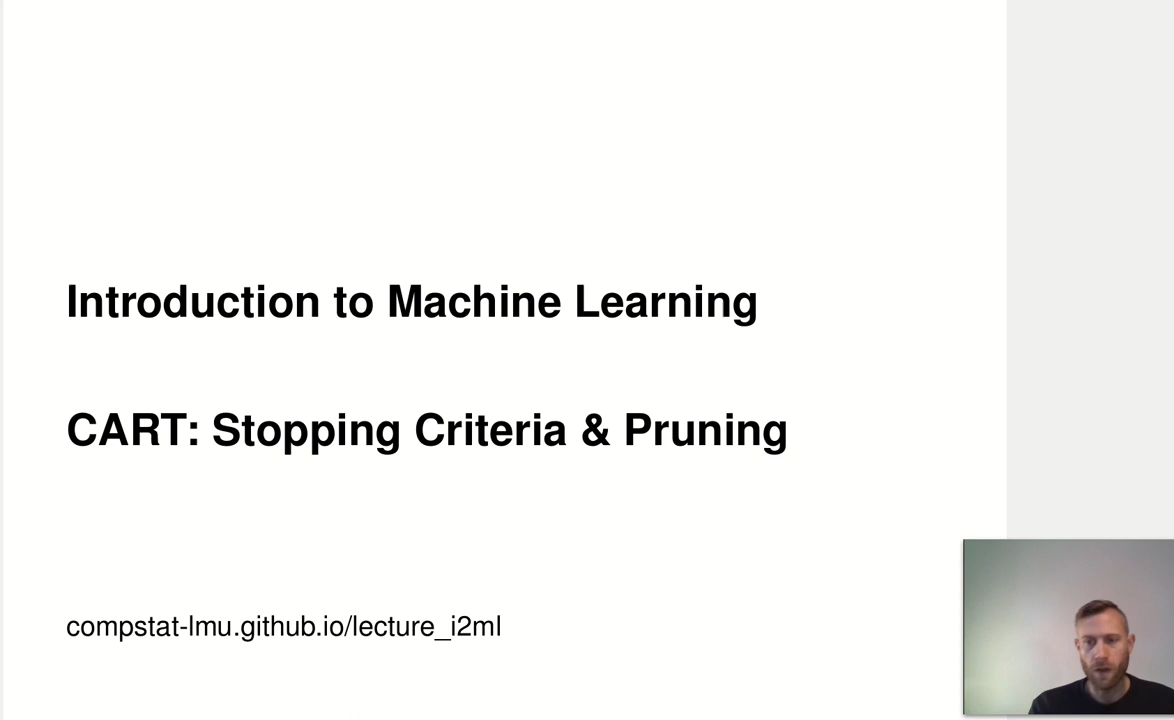 Introduction to Machine Learning
CART: Stopping Criteria & Pruning
compstat-lmu.github.io/lecture_i2ml